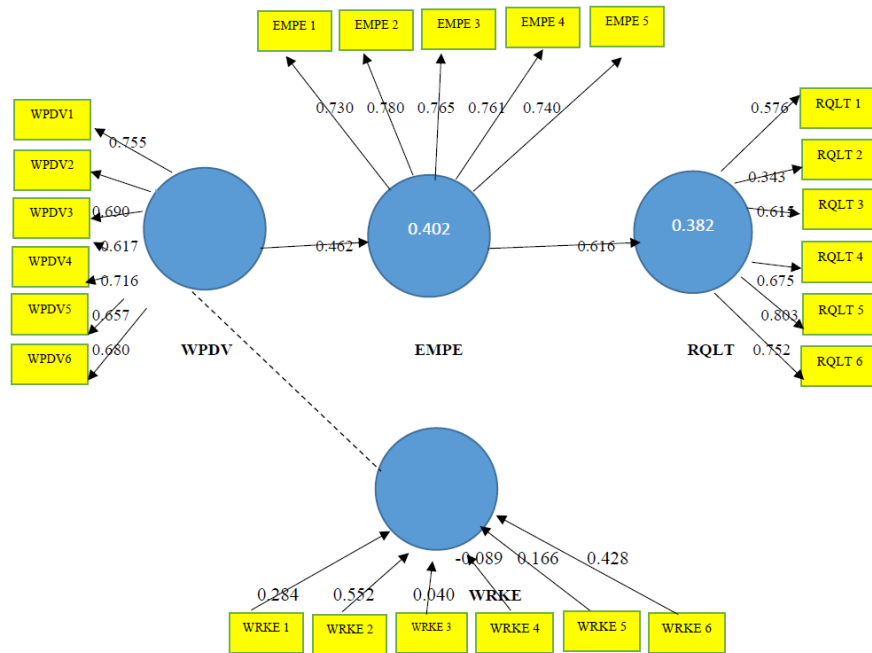 EMPE 1
EMPE 2
EMPE 3
EMPE 4
EMPE 5
0.730
0.780
0.765
0.761
0.740
WPDV1
WPDV2
WPDV3
WPDV4
WPDV5
WPDV6
0.755
0.690
0.617
0.716
0.657
0.680
WPDV
0.462
0.402
EMPE
0.616
0.382
RQLT
0.576
0.343
0.615
0.675
0.803
0.752
RQLT 1
RQLT 2
RQLT 3
RQLT 4
RQLT 5
RQLT 6
0.284
0.552
0.040
-0.089
0.166
0.428
WRKE
WRKE 1
WRKE 2
WRKE 3
WRKE 4
WRKE 5
WRKE 6